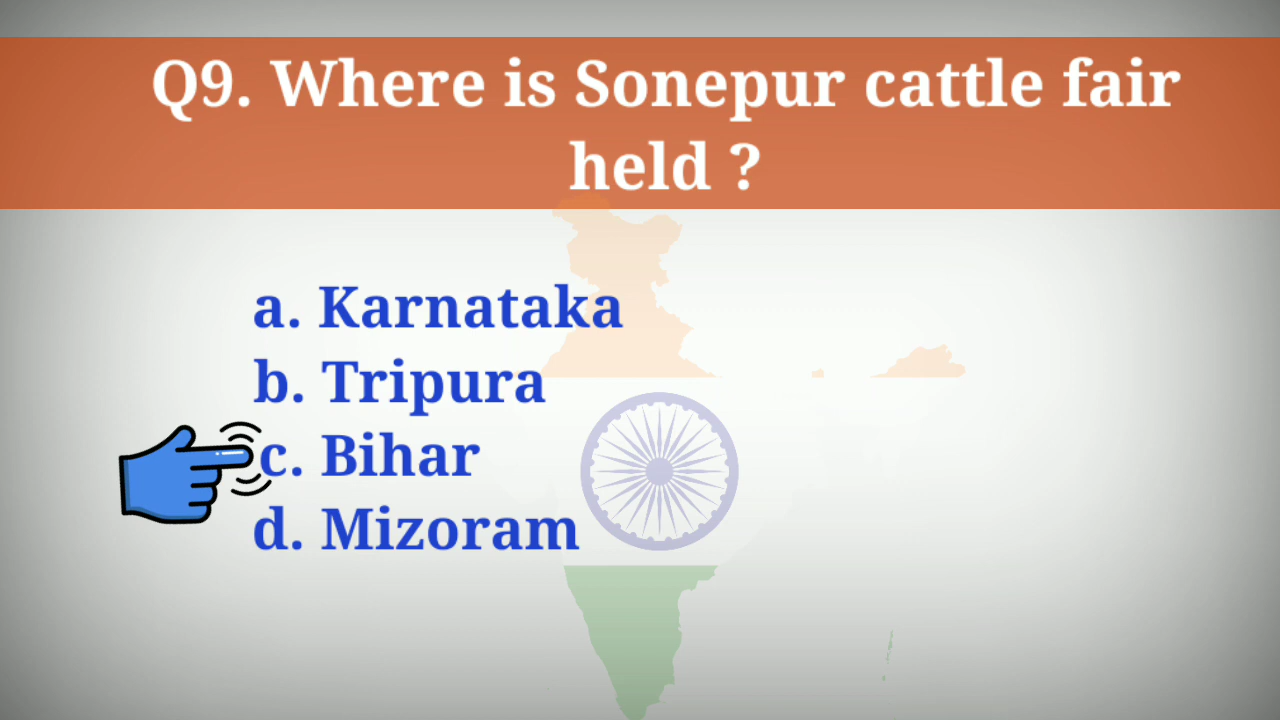 Q9. Where is Sonepur cattle fair
held ?
a. Karnataka
b. Tripura
c. Bihar
d. Mizoram